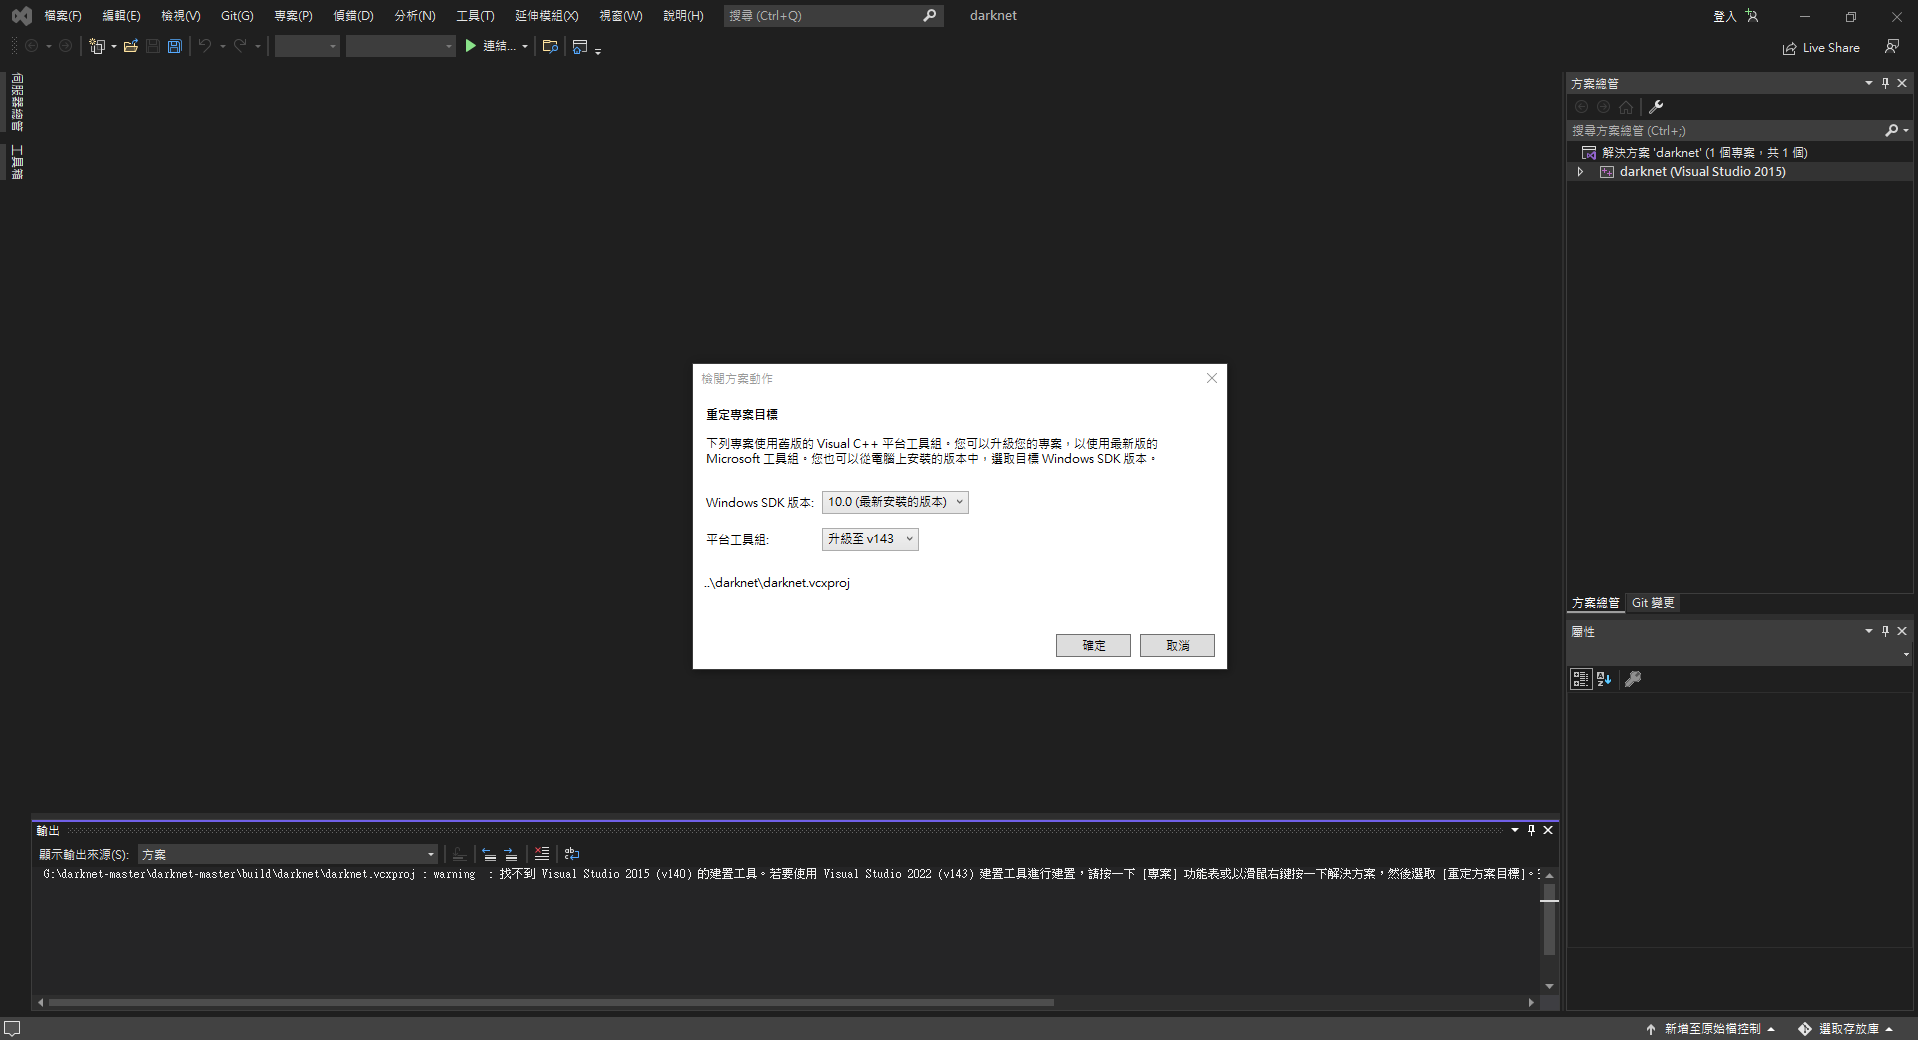 檔案(F) 編輯(E) 檢視(V) Git(G) 專案(P) 偵錯(D) 分析(N) 工具(T) 延伸模組(X) 視窗(W) 說明(H) 搜尋 (Ctrl+Q) darknet 登入
連結... Live Share
伺服器總管
工具箱
方案總管
搜尋方案總管 (Ctrl+;)
解決方案 'darknet' (1 個專案，共 1 個)
darknet (Visual Studio 2015)
檢閱方案動作
重定專案目標
下列專案使用舊版的 Visual C++ 平台工具組。您可以升級您的專案，以使用最新版的
Microsoft 工具組。您也可以從電腦上安裝的版本中，選取目標 Windows SDK 版本。
Windows SDK 版本: 10.0 (最新安裝的版本)
平台工具組: 升級至 v143
..\darknet\darknet.vcxproj
確定 取消
方案總管 Git 變更
屬性
輸出
顯示輸出來源(S): 方案
G:\darknet-master\darknet-master\build\darknet\darknet.vcxproj : warning  : 找不到 Visual Studio 2015 (v140) 的建置工具。若要使用 Visual Studio 2022 (v143) 建置工具進行建置，請按一下 [專案] 功能表或以滑鼠右鍵按一下解決方案，然後選取 [重定方案目標]。
新增至原始檔控制 選取存放庫